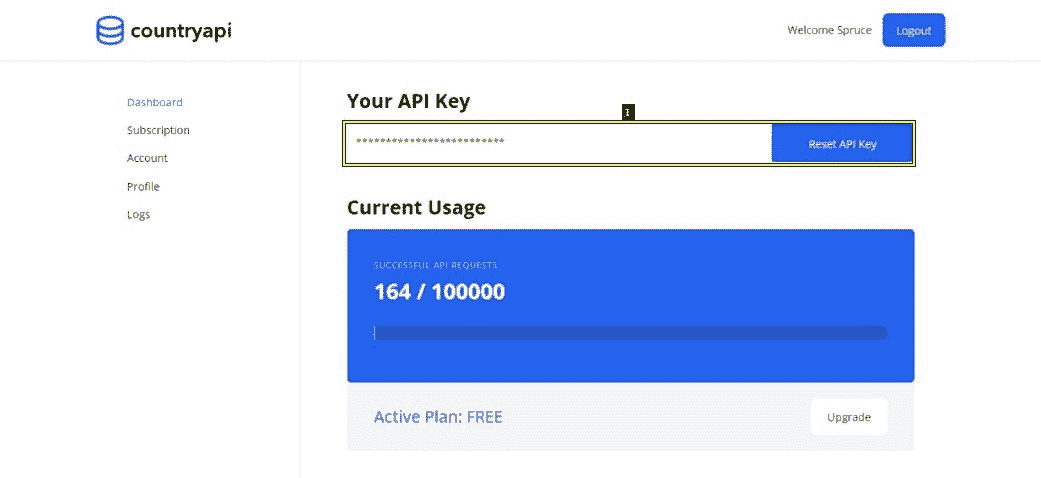 countryapi
Welcome Spruce
Logout
Dashboard
Subscription
Account
Profile
Logs
Your API Key
1
*************************
Reset API Key
Current Usage
SUCCESSFUL API REQUESTS
164 / 100000
Active Plan: FREE
Upgrade